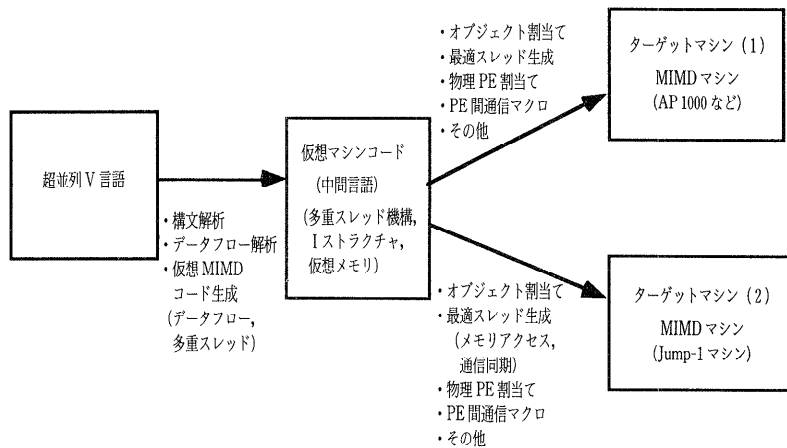 超並列V言語
・構文解析
・データフロー解析
・仮想 MIMD
コード生成
(データフロー,
多重スレッド)
仮想マシンコード
(中間言語)
(多重スレッド機構,
Iストラクチャ,
仮想メモリ)
・オブジェクト割当て
・最適スレッド生成
・物理 PE 割当て
・PE 間通信マクロ
・その他
ターゲットマシン (1)
MIMD マシン
(AP 1000 など)
・オブジェクト割当て
・最適スレッド生成
(メモリアクセス,
通信同期)
・物理 PE 割当て
・PE 間通信マクロ
・その他
ターゲットマシン (2)
MIMD マシン
(Jump-1 マシン)